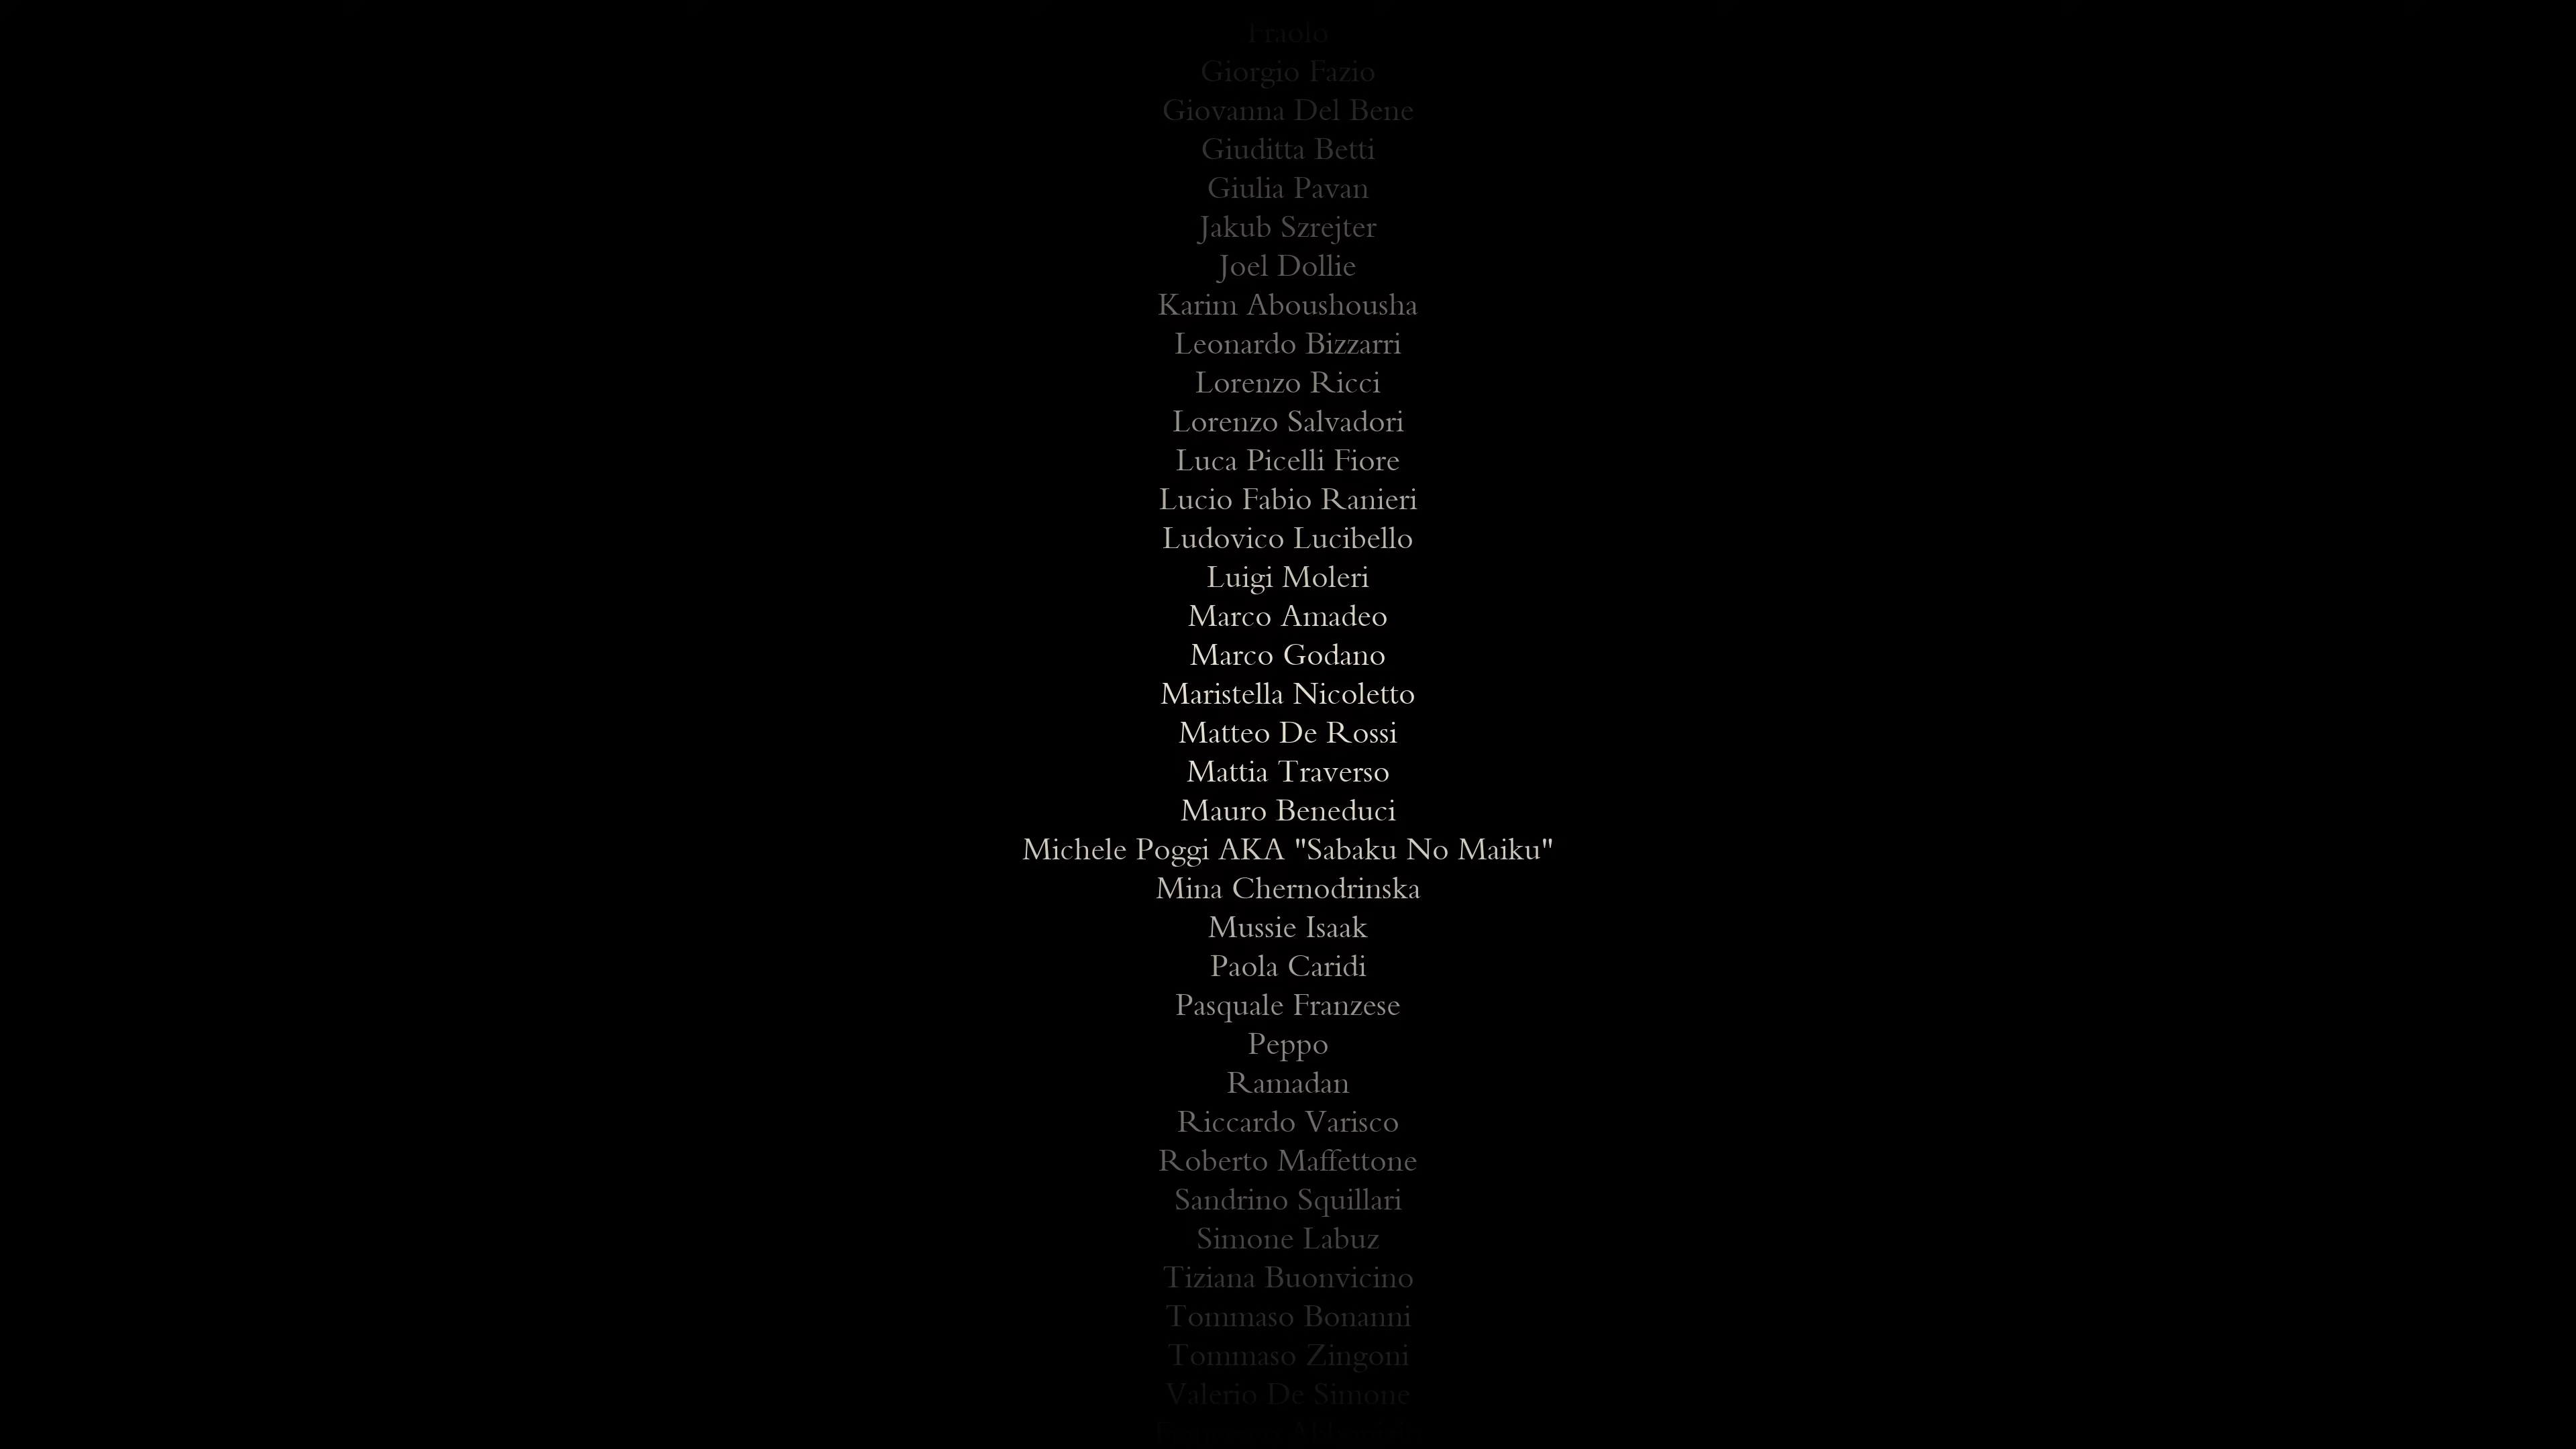 Fraolo
Giorgio Fazio
Giovanna Del Bene
Giuditta Betti
Giulia Pavan
Jakub Szrejter
Joel Dollie
Karim Aboushousha
Leonardo Bizzarri
Lorenzo Ricci
Lorenzo Salvadori
Luca Picelli Fiore
Lucio Fabio Ranieri
Ludovico Lucibello
Luigi Moleri
Marco Amadeo
Marco Godano
Maristella Nicoletto
Matteo De Rossi
Mattia Traverso
Mauro Beneduci
Michele Poggi AKA "Sabaku No Maiku"
Mina Chernodrinska
Mussie Isaak
Paola Caridi
Pasquale Franzese
Peppo
Ramadan
Riccardo Varisco
Roberto Maffettone
Sandrino Squillari
Simone Labuz
Tiziana Buonvicino
Tommaso Bonanni
Tommaso Zingoni
Valerio De Simone